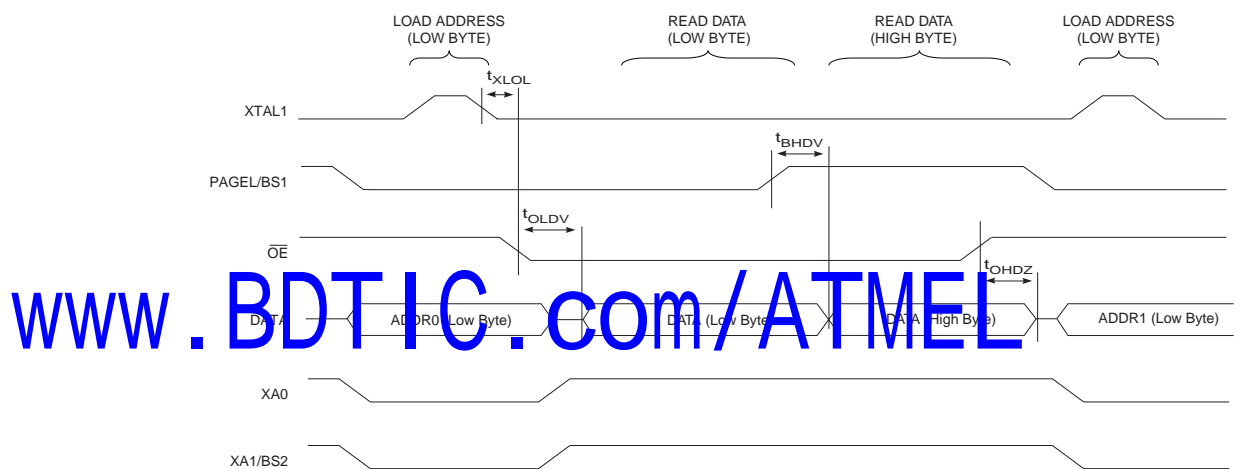 LOAD ADDRESS
(LOW BYTE)
READ DATA
(LOW BYTE)
READ DATA
(HIGH BYTE)
LOAD ADDRESS
(LOW BYTE)
tXLOL
XTAL1
tBHDV
PAGEL/BS1
tOLDV
OE
tOHDZ
www.BDTIC.com/ATMEL
DATA
ADDR0 (Low Byte)
DATA (Low Byte)
DATA (High Byte)
ADDR1 (Low Byte)
XA0
XA1/BS2